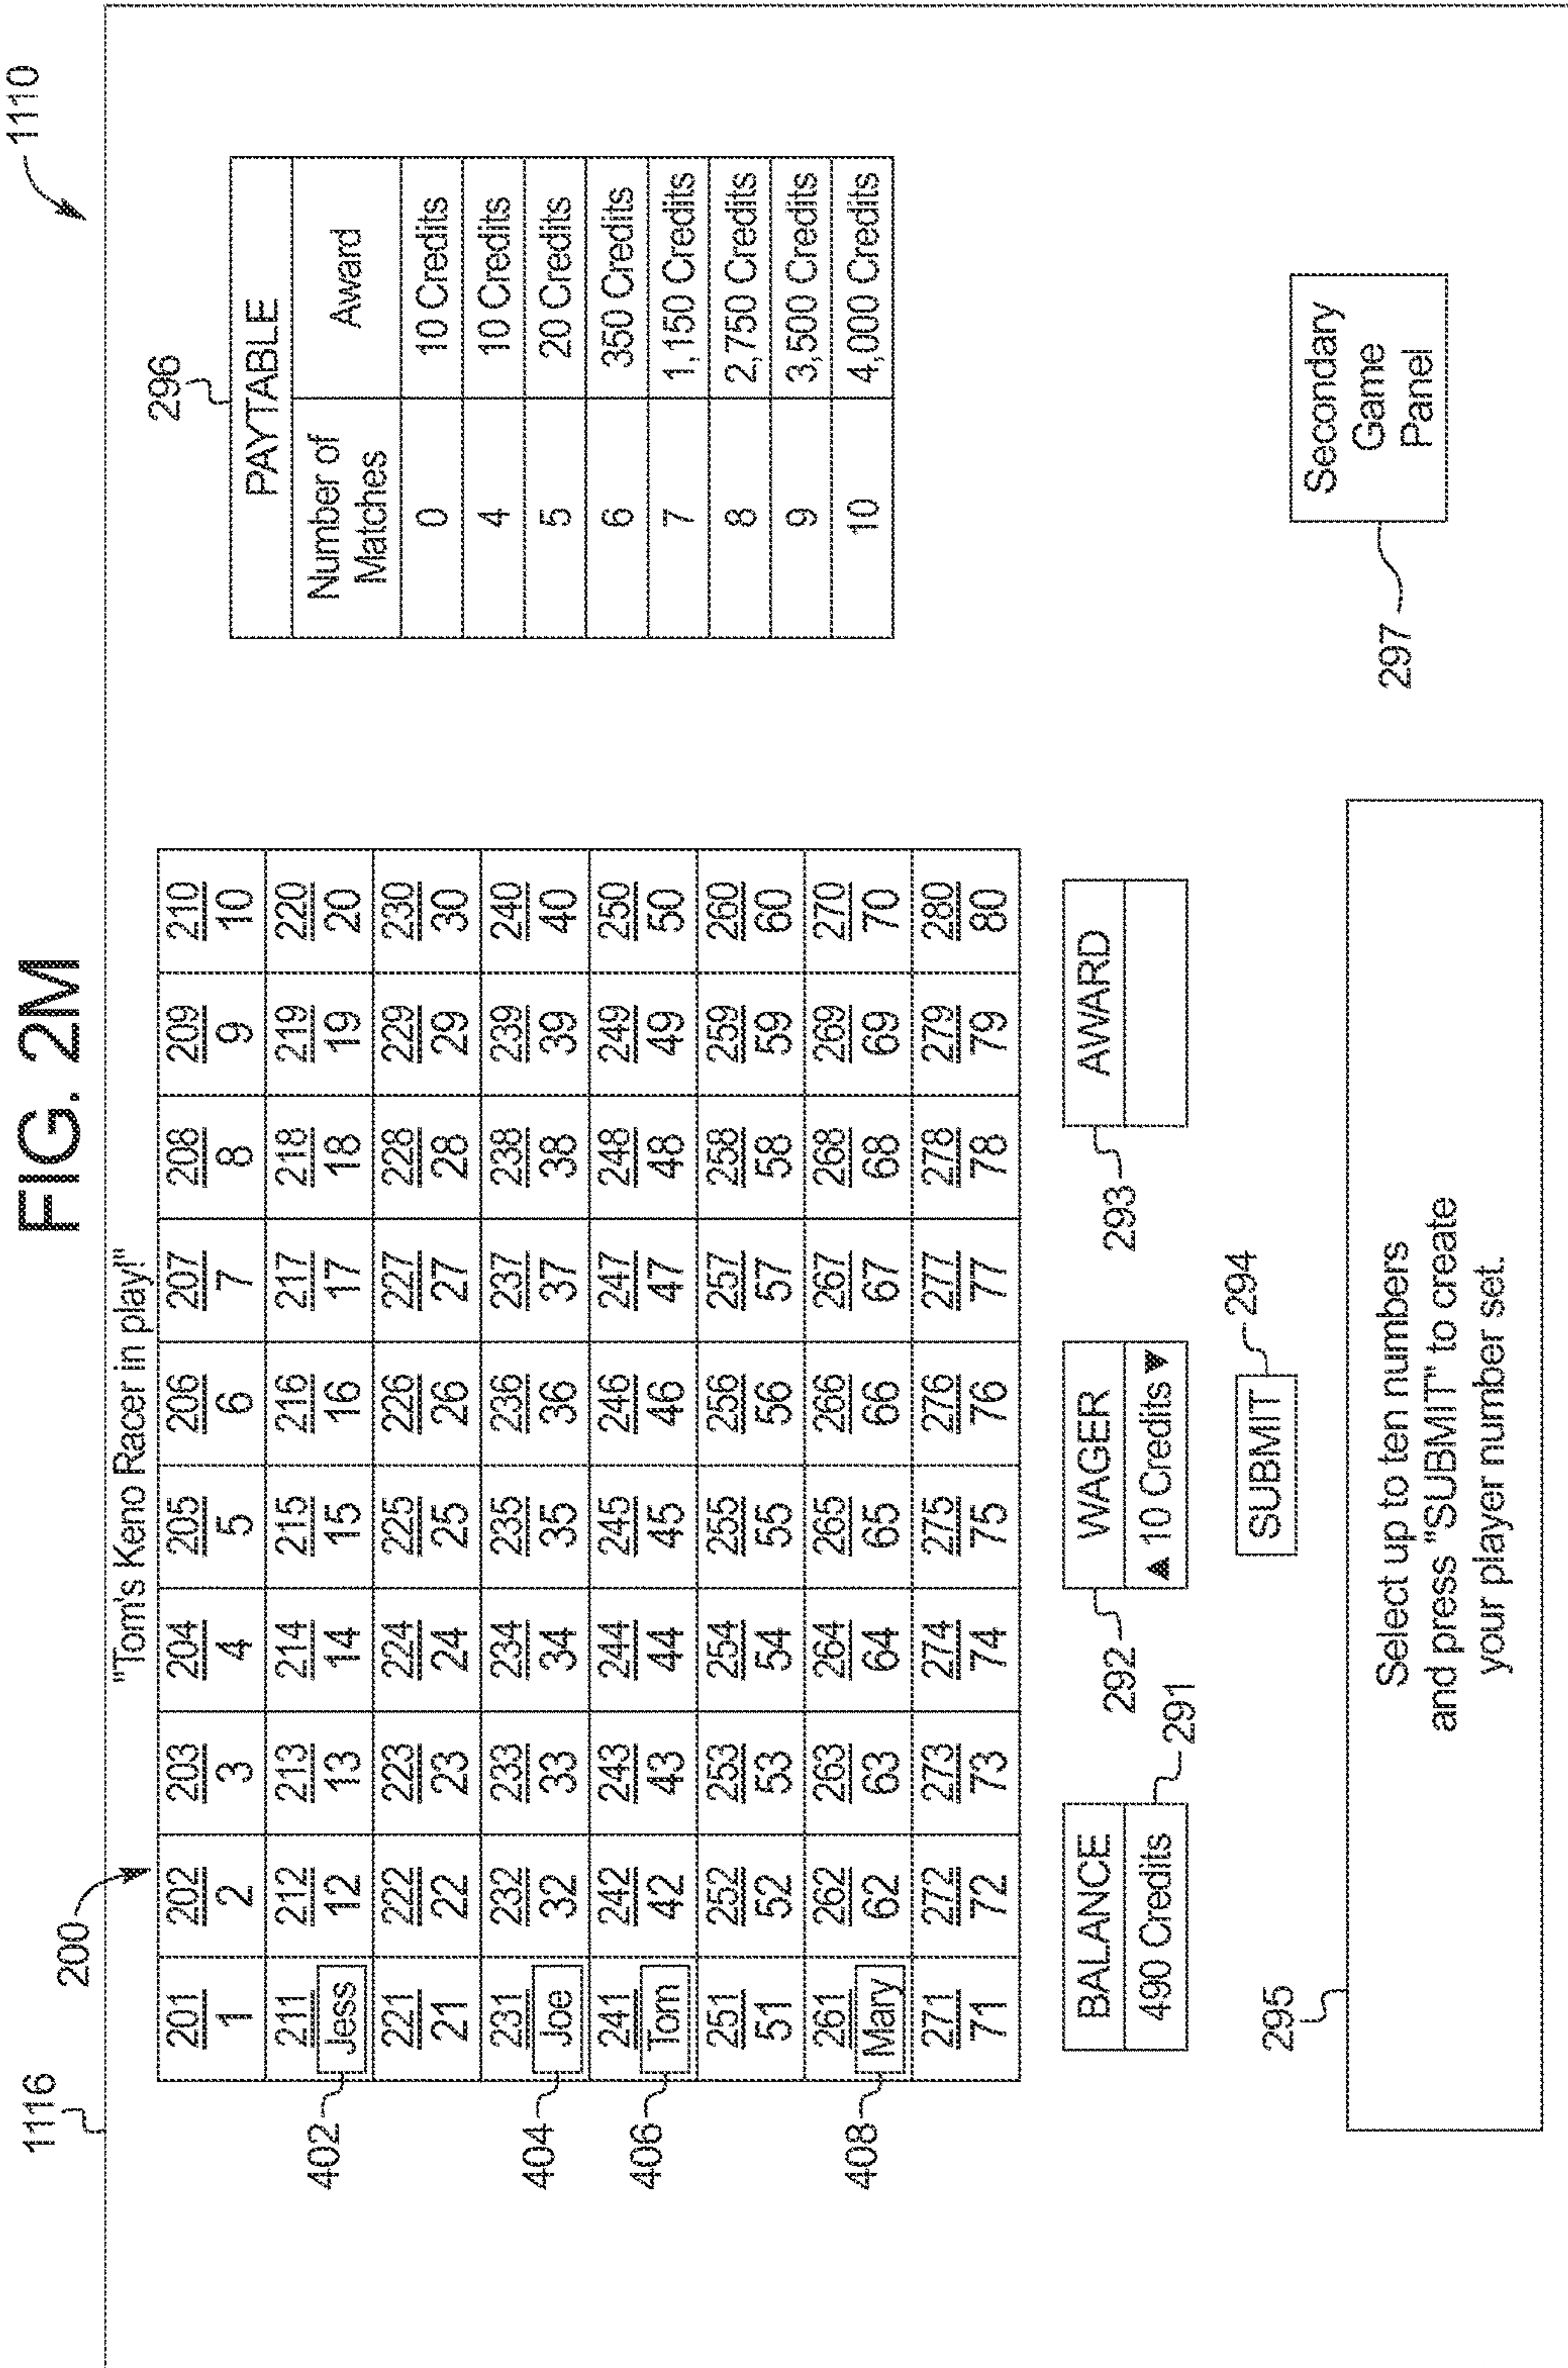 FIG. 2M
1116
200
1110
"Tom's Keno Racer in play!"
201 202 203 204 205 206 207 208 209 210
1 2 3 4 5 6 7 8 9 10
211 212 213 214 215 216 217 218 219 220
Jess 12 13 14 15 16 17 18 19 20
402
221 222 223 224 225 226 227 228 229 230
21 22 23 24 25 26 27 28 29 30
231 232 233 234 235 236 237 238 239 240
Joe 32 33 34 35 36 37 38 39 40
404
241 242 243 244 245 246 247 248 249 250
Tom 42 43 44 45 46 47 48 49 50
406
251 252 253 254 255 256 257 258 259 260
51 52 53 54 55 56 57 58 59 60
261 262 263 264 265 266 267 268 269 270
Mary 62 63 64 65 66 67 68 69 70
408
271 272 273 274 275 276 277 278 279 280
71 72 73 74 75 76 77 78 79 80
296
PAYTABLE
Number of Award
Matches
0 10 Credits
4 10 Credits
5 20 Credits
6 350 Credits
7 1,150 Credits
8 2,750 Credits
9 3,500 Credits
10 4,000 Credits
BALANCE
490 Credits
291
292
WAGER
▲ 10 Credits ▼
293
AWARD
SUBMIT
294
295
Select up to ten numbers
and press "SUBMIT" to create
your player number set.
297
Secondary
Game
Panel